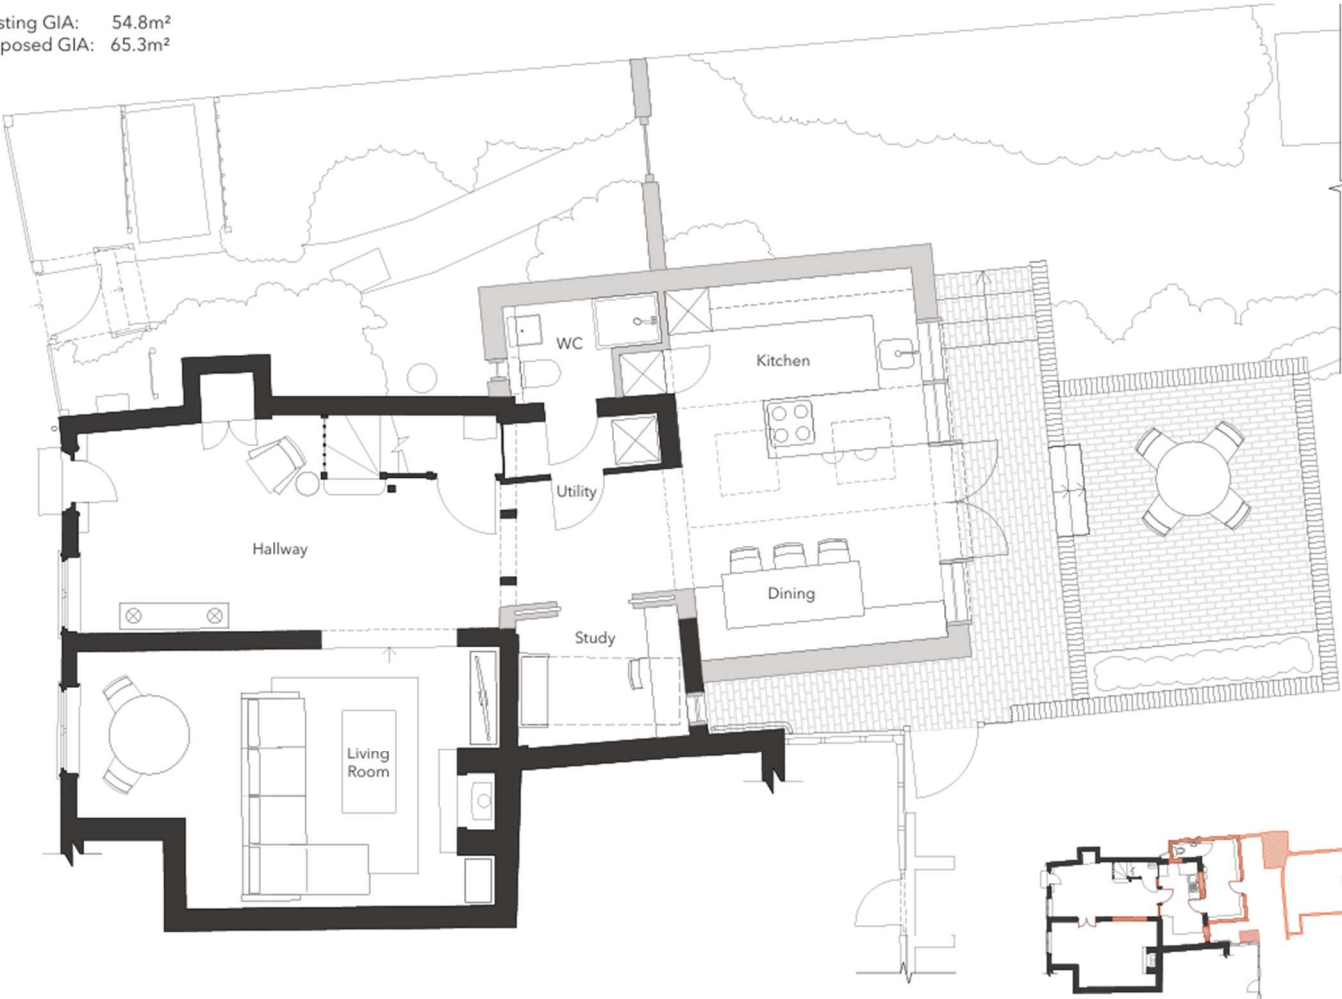 sting GIA: 54.8m²
posed GIA: 65.3m²
WC
Kitchen
Utility
Hallway
Dining
Study
Living
Room